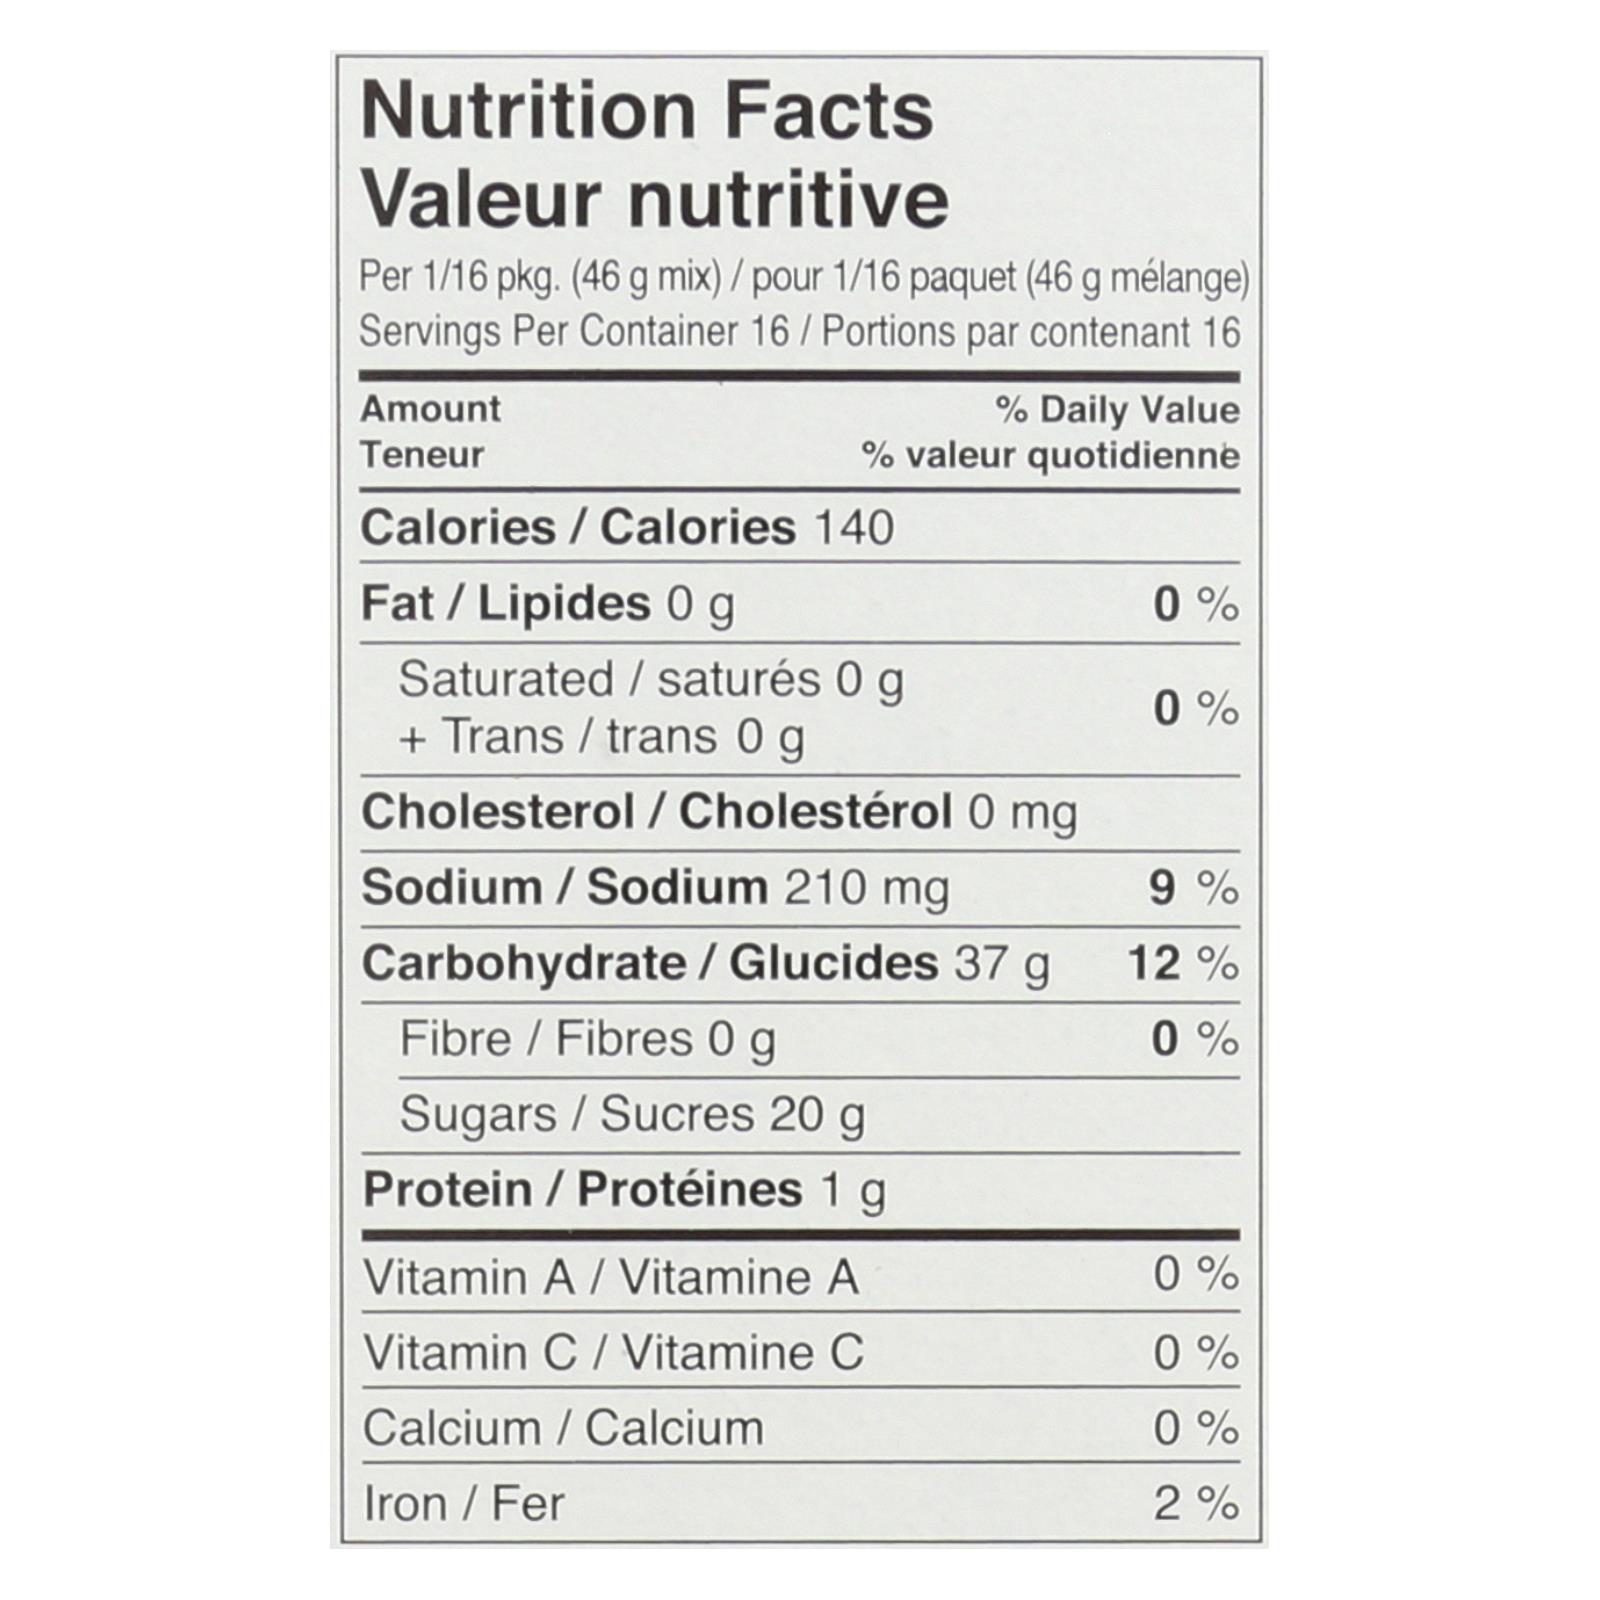 Nutrition Facts
Valeur nutritive
Per 1/16 pkg. (46 g mix) / pour 1/16 paquet (46 g mélange)
Servings Per Container 16 / Portions par contenant 16
Amount % Daily Value
Teneur % valeur quotidienne
Calories / Calories 140
Fat / Lipides 0 g 0 %
Saturated / saturés 0 g
+ Trans / trans 0 g 0 %
Cholesterol / Cholestérol 0 mg
Sodium / Sodium 210 mg 9 %
Carbohydrate / Glucides 37 g 12 %
Fibre / Fibres 0 g 0 %
Sugars / Sucres 20 g
Protein / Protéines 1 g
Vitamin A / Vitamine A 0 %
Vitamin C / Vitamine C 0 %
Calcium / Calcium 0 %
Iron / Fer 2 %